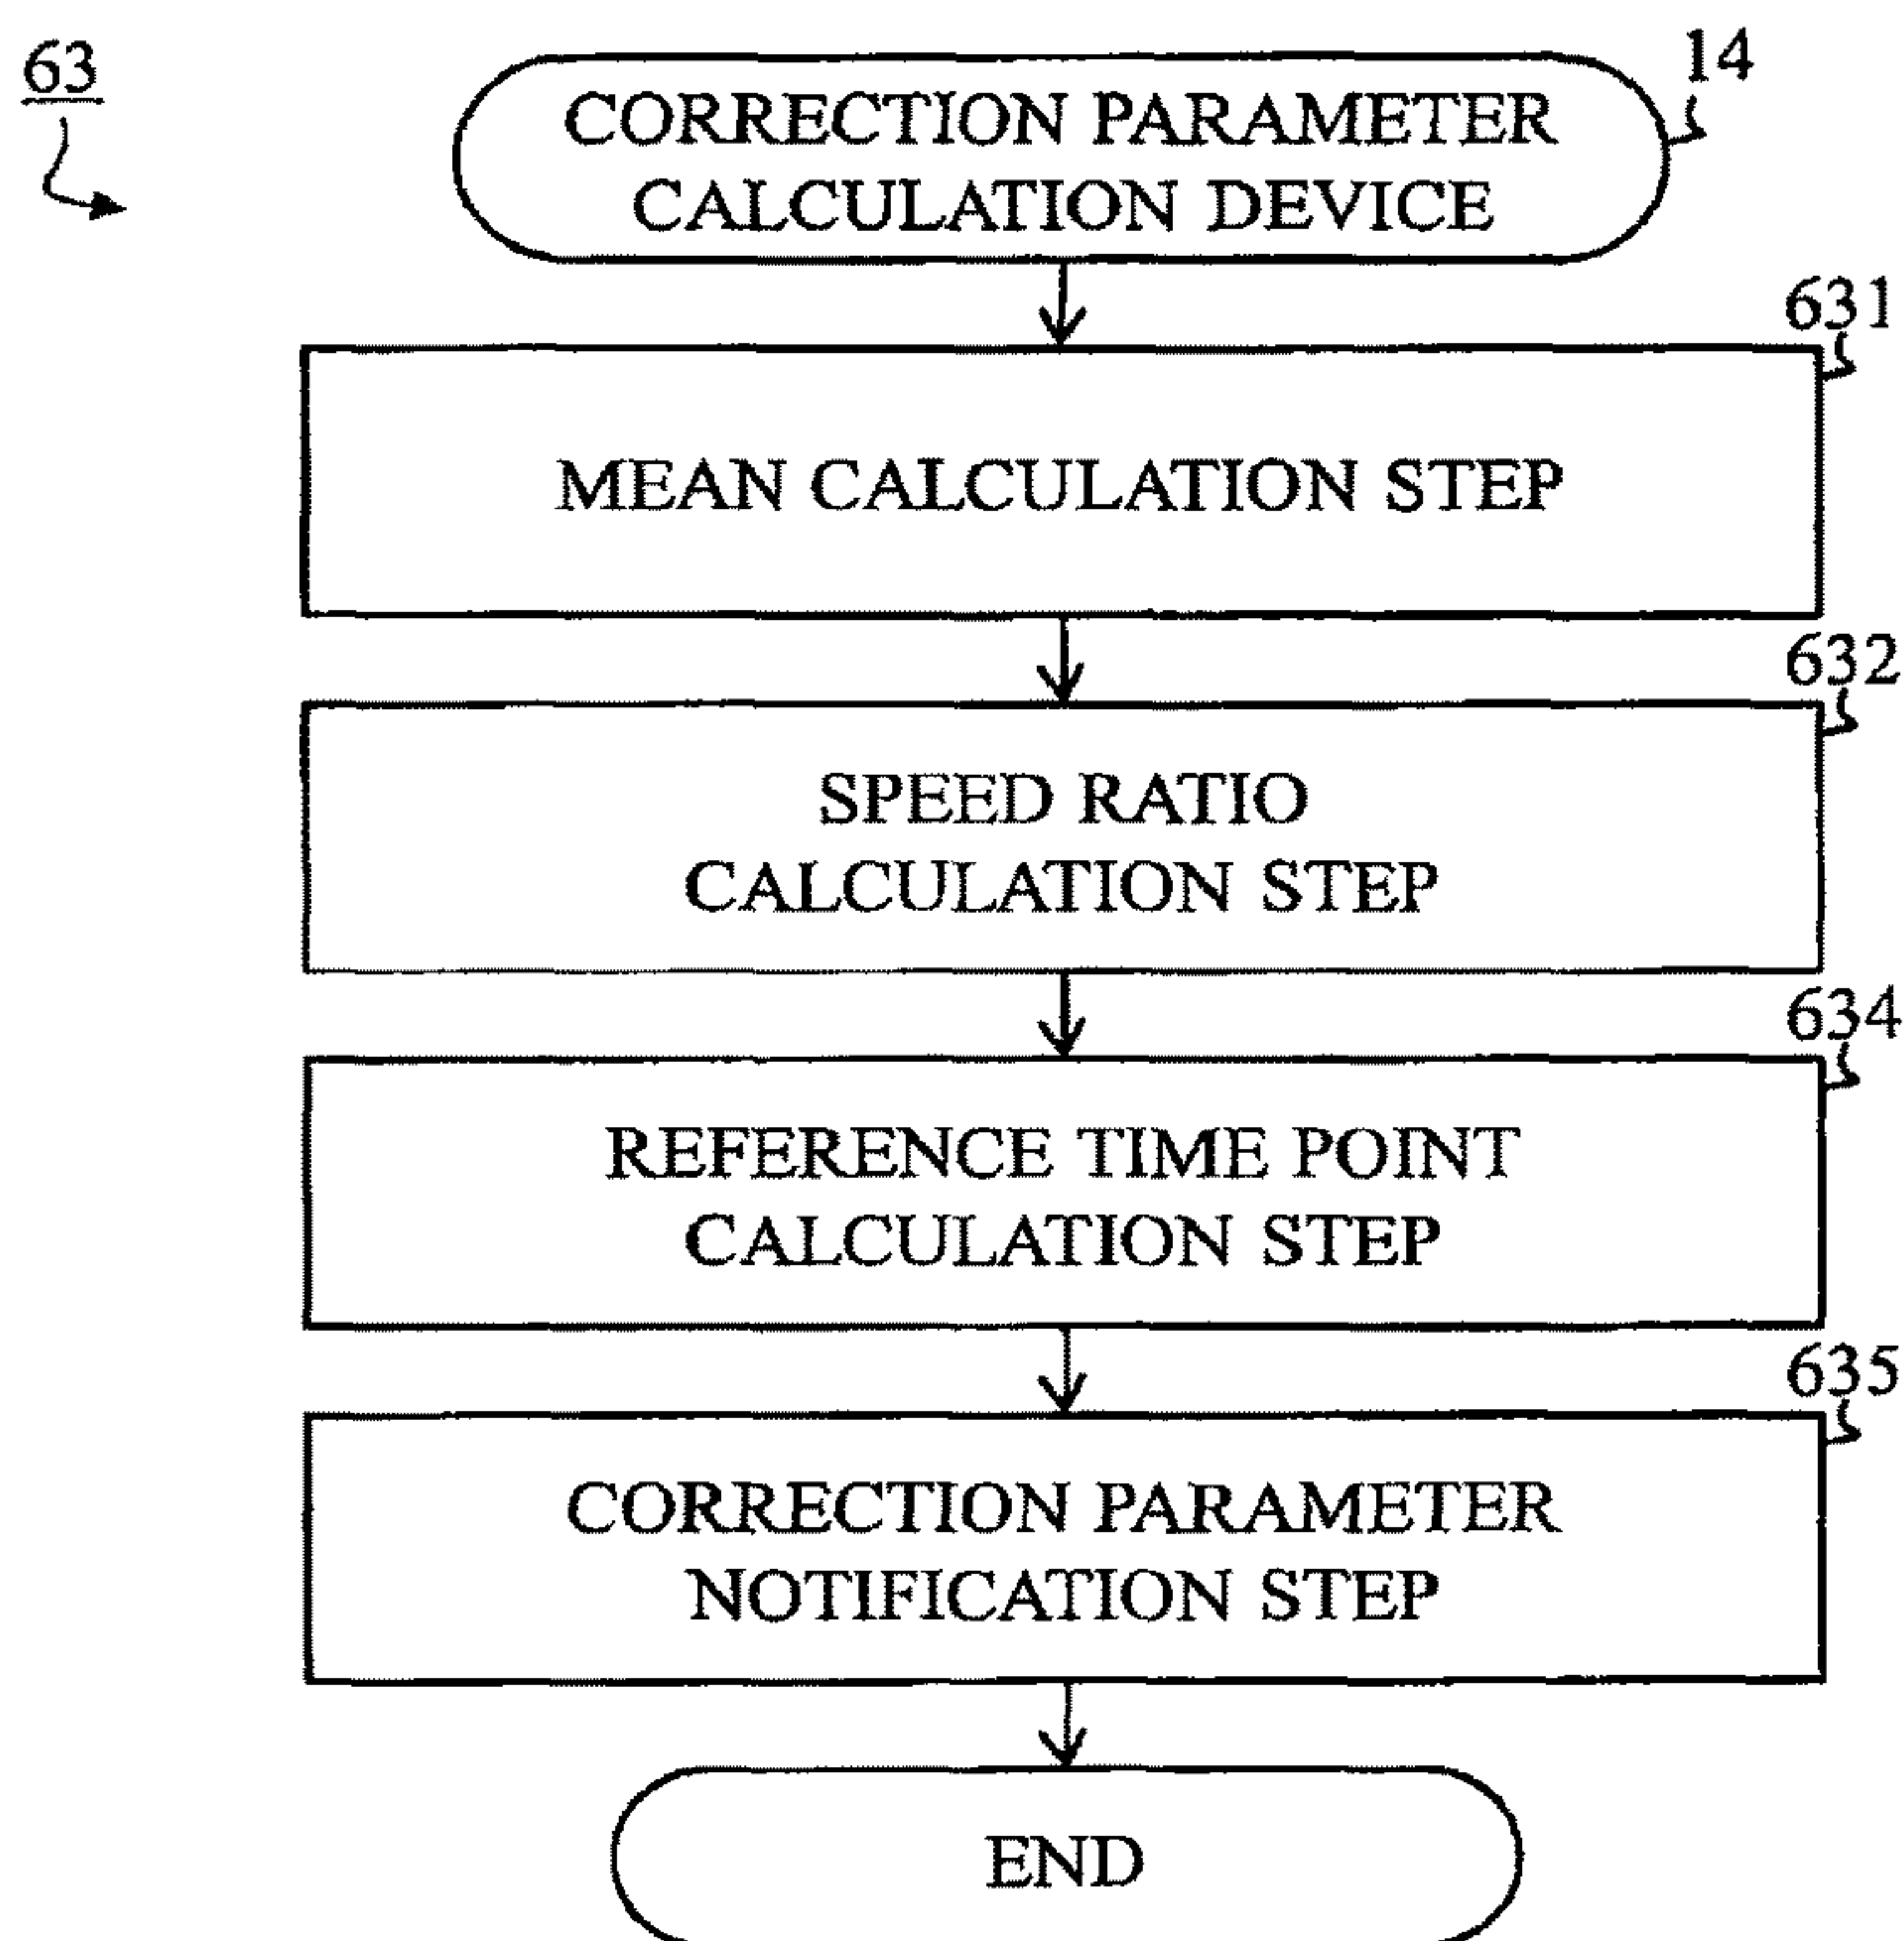 63
14
CORRECTION PARAMETER
CALCULATION DEVICE
631
MEAN CALCULATION STEP
632
SPEED RATIO
CALCULATION STEP
634
REFERENCE TIME POINT
CALCULATION STEP
635
CORRECTION PARAMETER
NOTIFICATION STEP
END